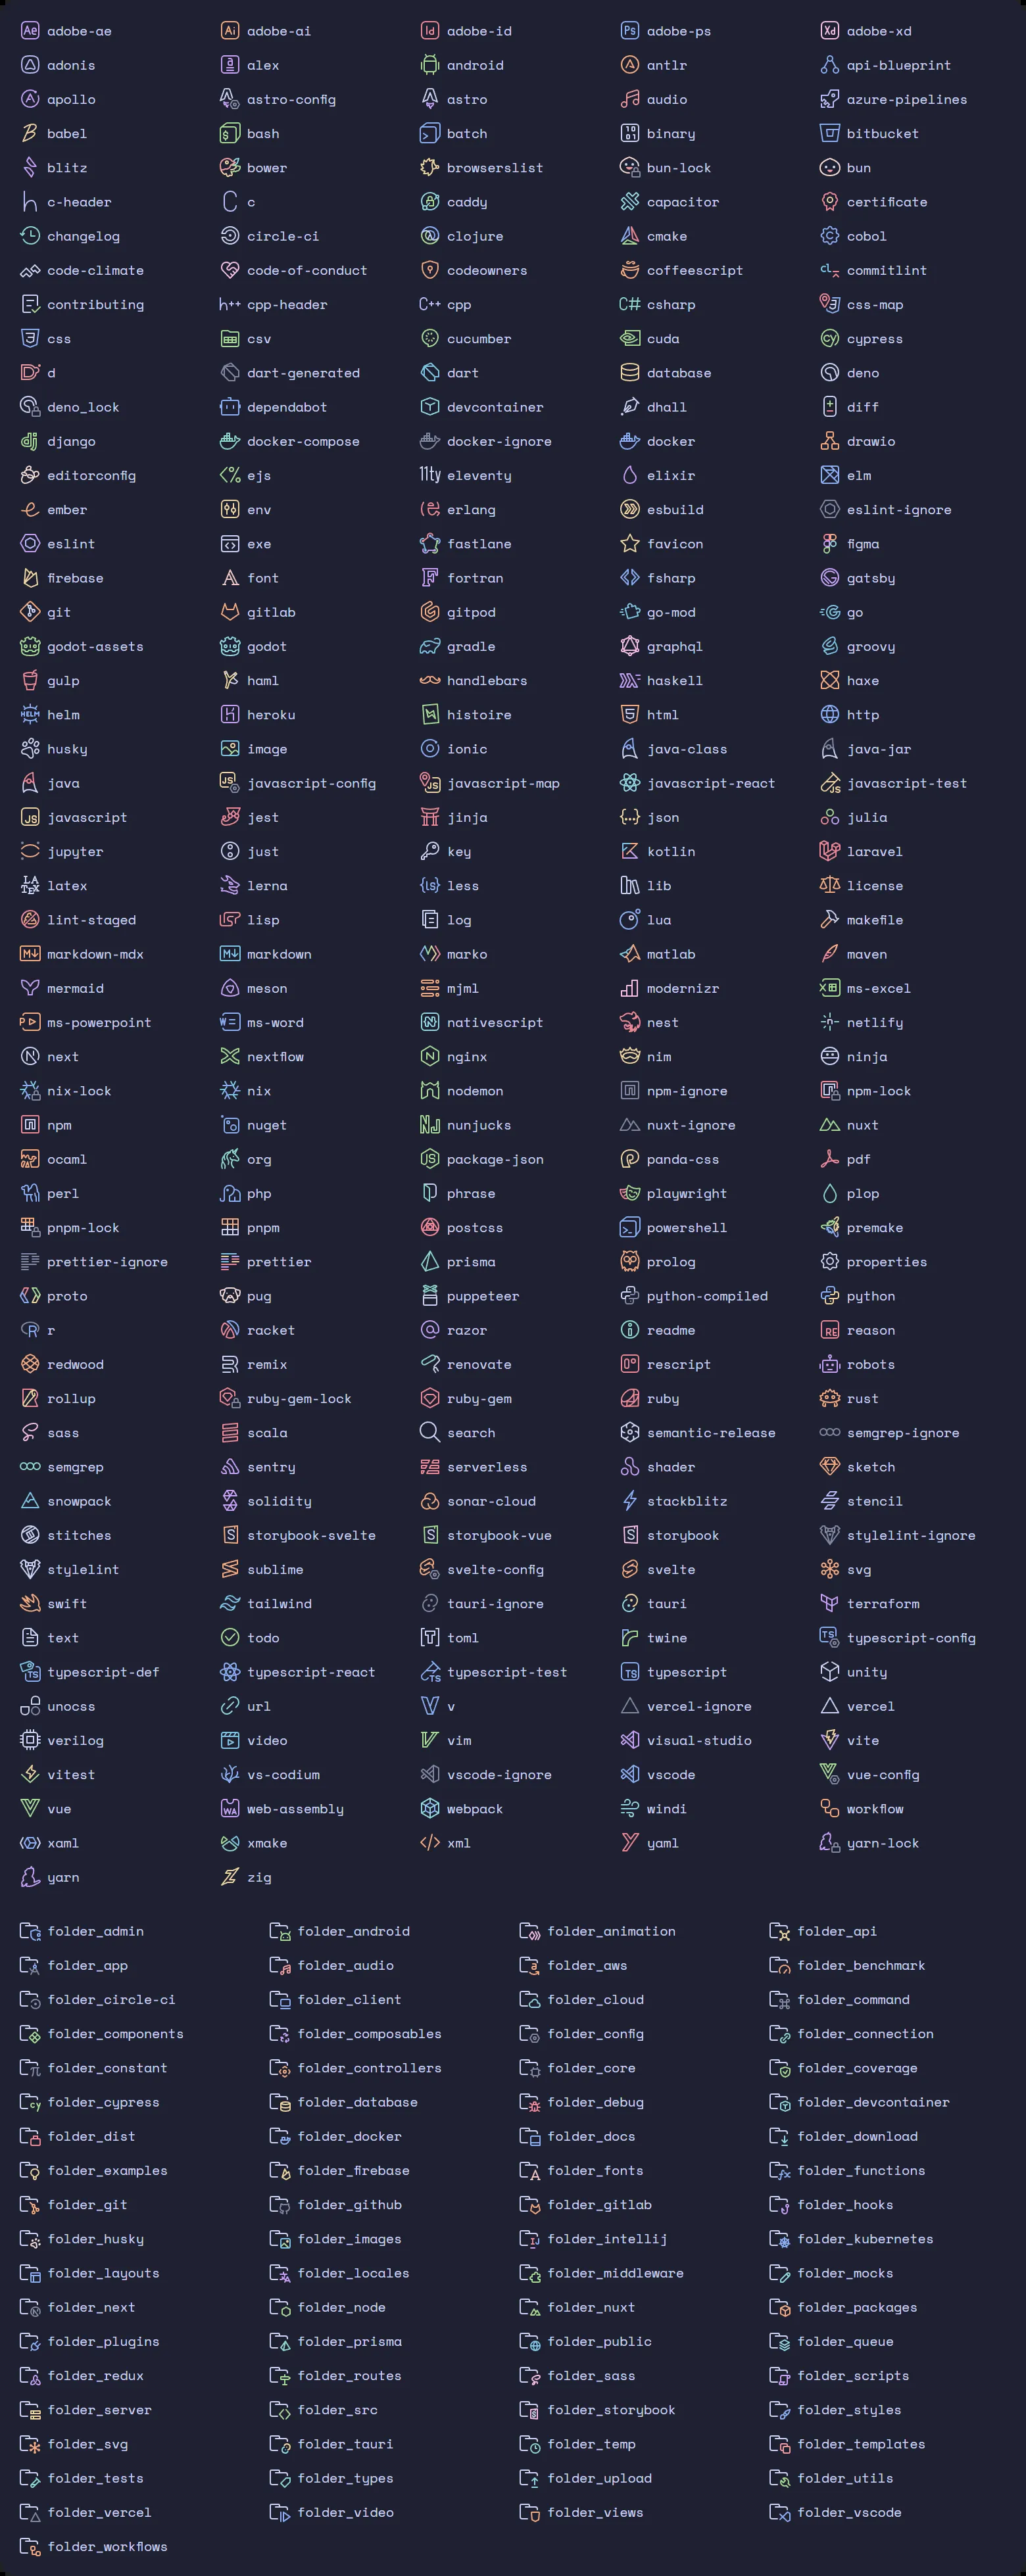 adobe-ae adobe-ai adobe-id adobe-ps adobe-xd
adonis alex android antlr api-blueprint
apollo astro-config astro audio azure-pipelines
babel bash batch binary bitbucket
blitz bower browserslist bun-lock bun
c-header c caddy capacitor certificate
changelog circle-ci clojure cmake cobol
code-climate code-of-conduct codeowners coffeescript commitlint
contributing cpp-header cpp csharp css-map
css csv cucumber cuda cypress
d dart-generated dart database deno
deno_lock dependabot devcontainer dhall diff
django docker-compose docker-ignore docker drawio
editorconfig ejs eleventy elixir elm
ember env erlang esbuild eslint-ignore
eslint exe fastlane favicon figma
firebase font fortran fsharp gatsby
git gitlab gitpod go-mod go
godot-assets godot gradle graphql groovy
gulp haml handlebars haskell haxe
helm heroku histoire html http
husky image ionic java-class java-jar
java javascript-config javascript-map javascript-react javascript-test
javascript jest jinja json julia
jupyter just key kotlin laravel
latex lerna less lib license
lint-staged lisp log lua makefile
markdown-mdx markdown marko matlab maven
mermaid meson mjml modernizr ms-excel
ms-powerpoint ms-word nativescript nest netlify
next nextflow nginx nim ninja
nix-lock nix nodemon npm-ignore npm-lock
npm nuget nunjucks nuxt-ignore nuxt
ocaml org package-json panda-css pdf
perl php phrase playwright plop
pnpm-lock pnpm postcss powershell premake
prettier-ignore prettier prisma prolog properties
proto pug puppeteer python-compiled python
r racket razor readme reason
redwood remix renovate rescript robots
rollup ruby-gem-lock ruby-gem ruby rust
sass scala search semantic-release semgrep-ignore
semgrep sentry serverless shader sketch
snowpack solidity sonar-cloud stackblitz stencil
stitches storybook-svelte storybook-vue storybook stylelint-ignore
stylelint sublime svelte-config svelte svg
swift tailwind tauri-ignore tauri terraform
text todo toml twine typescript-config
typescript-def typescript-react typescript-test typescript unity
unocss url v vercel-ignore vercel
verilog video vim visual-studio vite
vitest vs-codium vscode-ignore vscode vue-config
vue web-assembly webpack windi workflow
xaml xmake xml yaml yarn-lock
yarn zig
folder_admin folder_android folder_animation folder_api
folder_app folder_audio folder_aws folder_benchmark
folder_circle-ci folder_client folder_cloud folder_command
folder_components folder_composables folder_config folder_connection
folder_constant folder_controllers folder_core folder_coverage
folder_cypress folder_database folder_debug folder_devcontainer
folder_dist folder_docker folder_docs folder_download
folder_examples folder_firebase folder_fonts folder_functions
folder_git folder_github folder_gitlab folder_hooks
folder_husky folder_images folder_intellij folder_kubernetes
folder_layouts folder_locales folder_middleware folder_mocks
folder_next folder_node folder_nuxt folder_packages
folder_plugins folder_prisma folder_public folder_queue
folder_redux folder_routes folder_sass folder_scripts
folder_server folder_src folder_storybook folder_styles
folder_svg folder_tauri folder_temp folder_templates
folder_tests folder_types folder_upload folder_utils
folder_vercel folder_video folder_views folder_vscode
folder_workflows